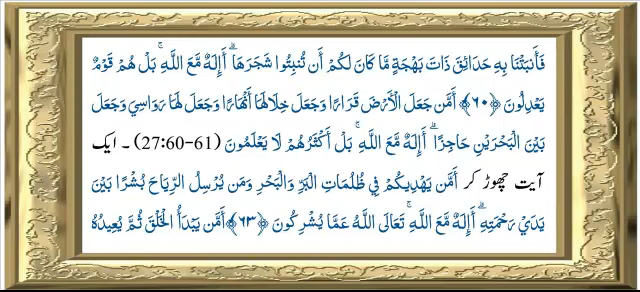 فَأَنبَتْنَا بِهِ حَدَائِقَ ذَاتَ بَهْجَةٍ مَّا كَانَ لَكُمْ أَن تُنبِتُوا شَجَرَهَا ۗ أَإِلَٰهٌ مَّعَ اللَّهِ ۚ بَلْ هُمْ قَوْمٌ
يَعْدِلُونَ ﴿٦٠﴾ أَمَّن جَعَلَ الْأَرْضَ قَرَارًا وَجَعَلَ خِلَالَهَا أَنْهَارًا وَجَعَلَ لَهَا رَوَاسِيَ وَجَعَلَ
بَيْنَ الْبَحْرَيْنِ حَاجِزًا ۗ أَإِلَٰهٌ مَّعَ اللَّهِ ۚ بَلْ أَكْثَرُهُمْ لَا يَعْلَمُونَ (27:60-61) ۔ ایک
آیت چھوڑ کر أَمَّن يَهْدِيكُمْ فِي ظُلُمَاتِ الْبَرِّ وَالْبَحْرِ وَمَن يُرْسِلُ الرِّيَاحَ بُشْرًا بَيْنَ
يَدَيْ رَحْمَتِهِ ۗ أَإِلَٰهٌ مَّعَ اللَّهِ ۚ تَعَالَى اللَّهُ عَمَّا يُشْرِكُونَ ﴿٦٣﴾ أَمَّن يَبْدَأُ الْخَلْقَ ثُمَّ يُعِيدُهُ